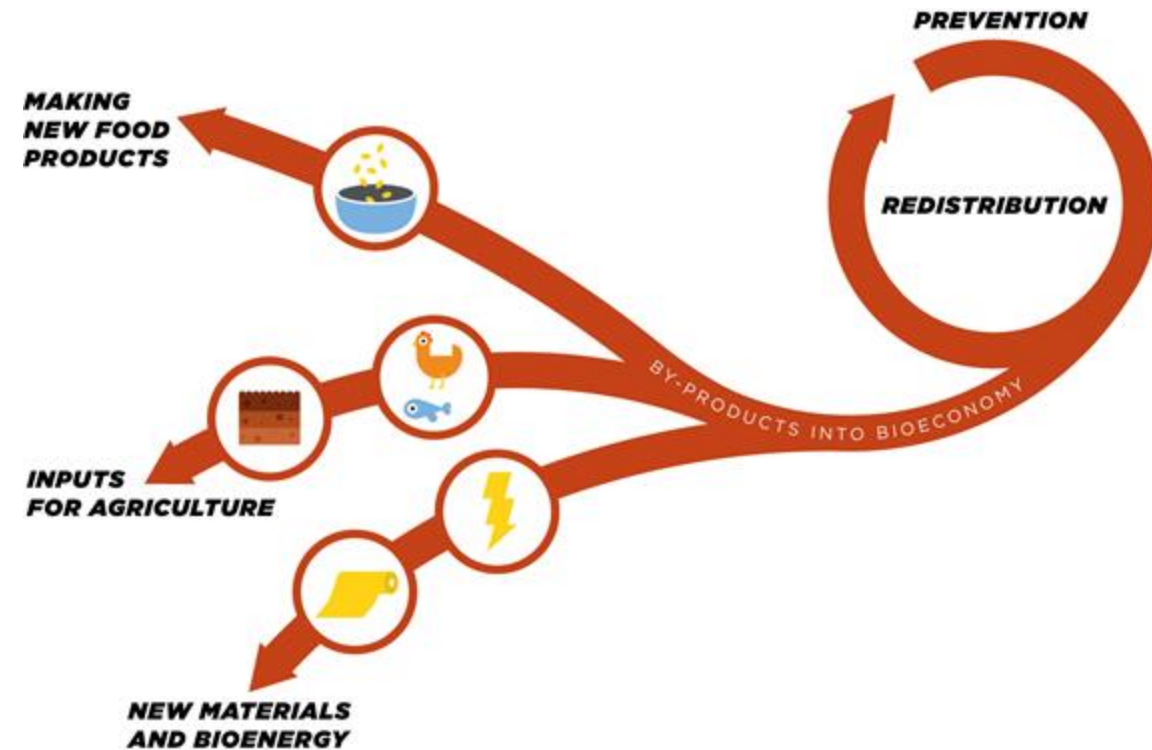 PREVENTION
REDISTRIBUTION
MAKING
NEW FOOD
PRODUCTS
BY-PRODUCTS INTO BIOECONOMY
INPUTS
FOR AGRICULTURE
NEW MATERIALS
AND BIOENERGY